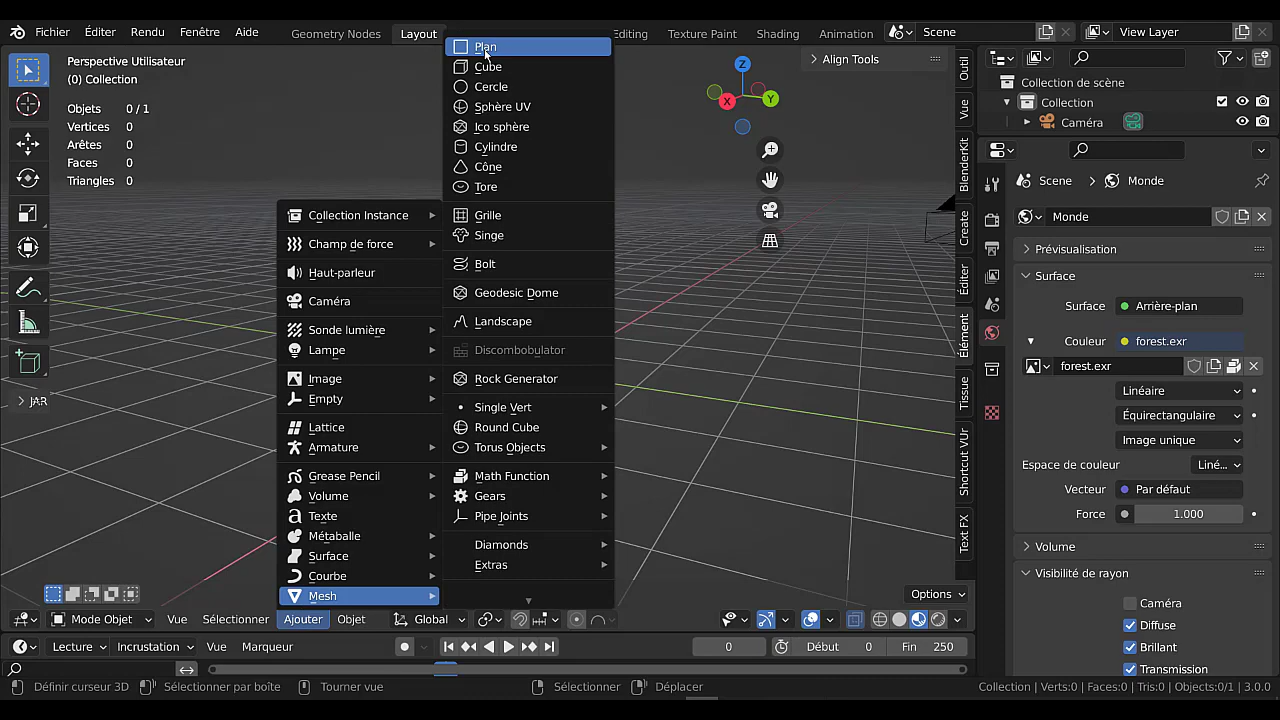 Fichier Éditer Rendu Fenêtre Aide Geometry Nodes Layout Editing Texture Paint Shading Animation Scene View Layer
Perspective Utilisateur
(0) Collection
Objets 0 / 1
Vertices 0
Arêtes 0
Faces 0
Triangles 0
JAR
Plan
Cube
Cercle
Sphère UV
Ico sphère
Cylindre
Cône
Tore
Grille
Singe
Bolt
Geodesic Dome
Landscape
Discombobulator
Rock Generator
Single Vert
Round Cube
Torus Objects
Math Function
Gears
Pipe Joints
Diamonds
Extras
Collection Instance
Champ de force
Haut-parleur
Caméra
Sonde lumière
Lampe
Image
Empty
Lattice
Armature
Grease Pencil
Volume
Texte
Métaballe
Surface
Courbe
Mesh
Z
X
Y
Align Tools
Outil
Vue
BlenderKit
Create
Éditer
Élément
Tissue
Shortcut VUr
Text FX
Options
Collection de scène
Collection
Caméra
Scene Monde
Monde
Prévisualisation
Surface
Surface Arrière-plan
Couleur forest.exr
forest.exr
Linéaire
Équirectangulaire
Image unique
Espace de couleur Liné...
Vecteur Par défaut
Force 1.000
Volume
Visibilité de rayon
Caméra
Diffuse
Brillant
Transmission
Mode Objet Vue Sélectionner Ajouter Objet Global
Lecture Incrustation Vue Marqueur 0 Début 0 Fin 250
Définir curseur 3D Sélectionner par boîte Tourner vue Sélectionner Déplacer Collection | Verts:0 | Faces:0 | Tris:0 | Objects:0/1 | 3.0.0